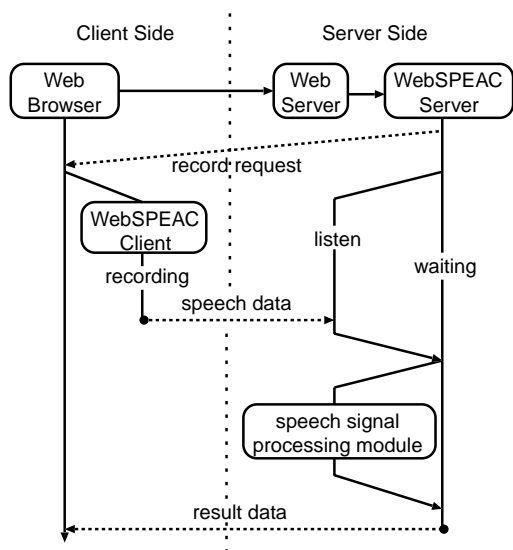 Client Side
Server Side
Web
Browser
Web
Server
WebSPEAC
Server
record request
WebSPEAC
Client
listen
waiting
recording
speech data
speech signal
processing module
result data